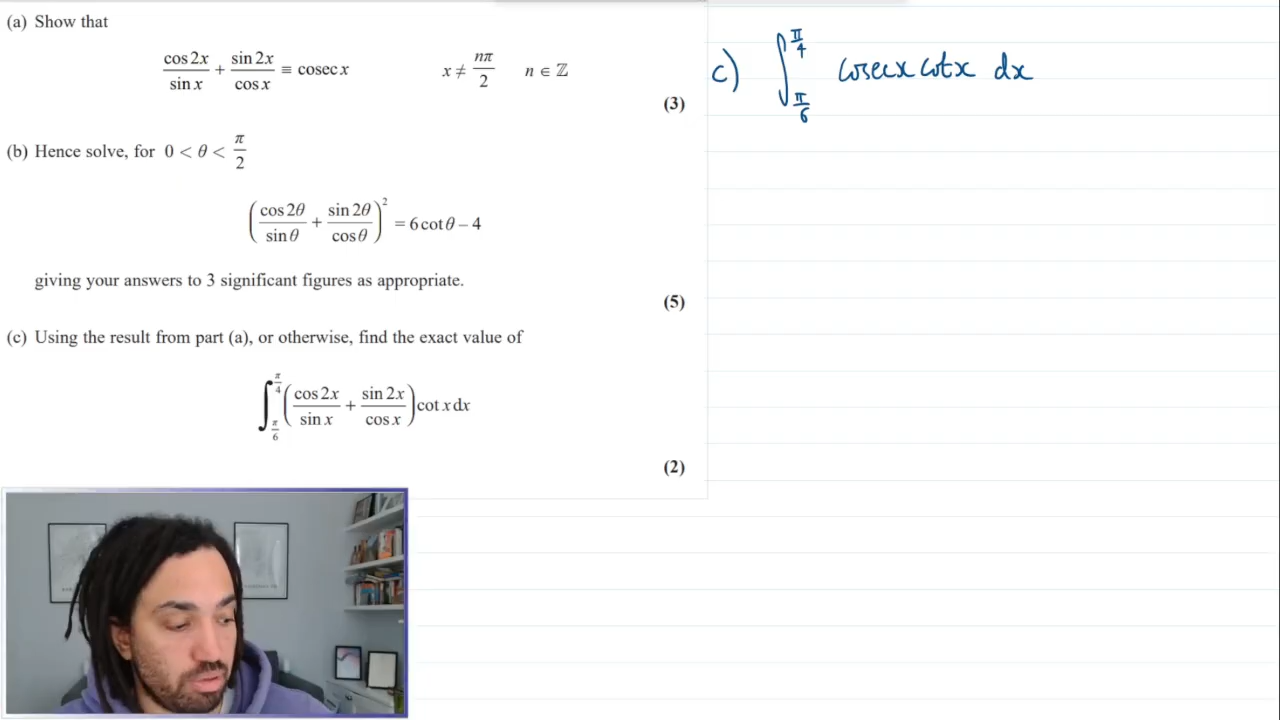 (a) Show that
cos 2x/sin x + sin 2x/cos x ≡ cosec x    x ≠ nπ/2    n ∈ ℤ
(3)
(b) Hence solve, for 0 < θ < π/2
(cos 2θ/sin θ + sin 2θ/cos θ)² = 6 cot θ − 4
giving your answers to 3 significant figures as appropriate.
(5)
(c) Using the result from part (a), or otherwise, find the exact value of
∫_{π/6}^{π/4} (cos 2x/sin x + sin 2x/cos x) cot x dx
(2)
c) ∫_{π/6}^{π/4} cosecx cotx dx